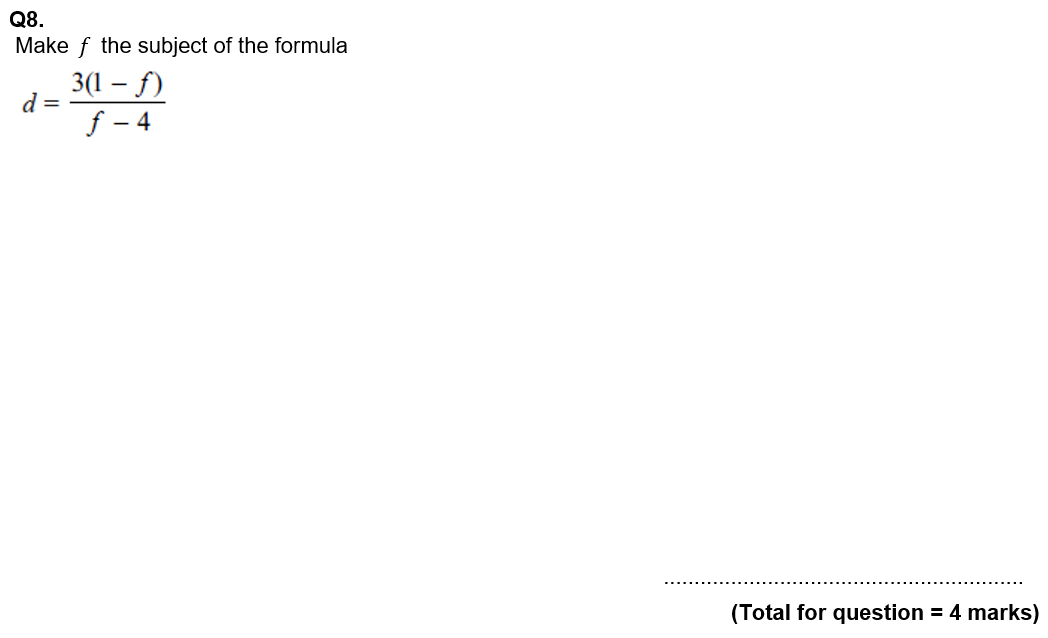 Q8.
Make f the subject of the formula
d = 3(1 – f) / f – 4
(Total for question = 4 marks)